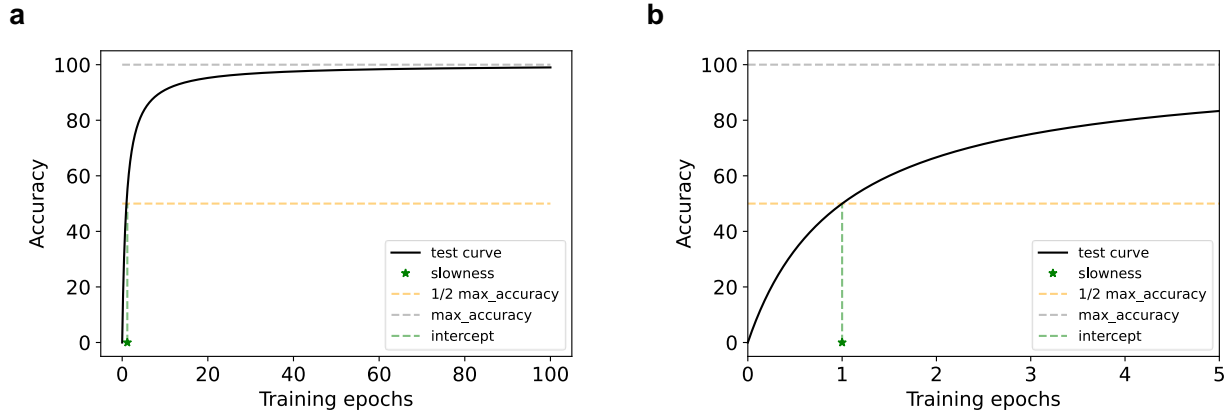 a
100
80
60
40
20
0
Accuracy
test curve
slowness
1/2 max_accuracy
max_accuracy
intercept
0 20 40 60 80 100
Training epochs
b
100
80
60
40
20
0
Accuracy
test curve
slowness
1/2 max_accuracy
max_accuracy
intercept
0 1 2 3 4 5
Training epochs